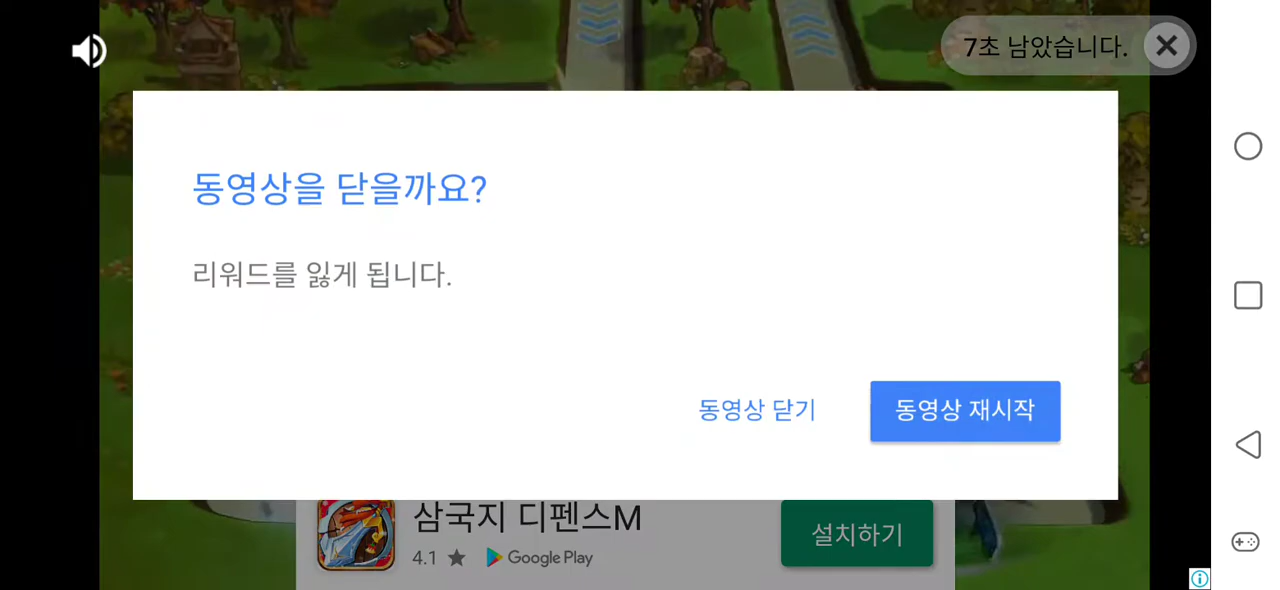 7초 남았습니다.
동영상을 닫을까요?
리워드를 잃게 됩니다.
동영상 닫기
동영상 재시작
삼국지 디펜스M
4.1 ★ Google Play
설치하기